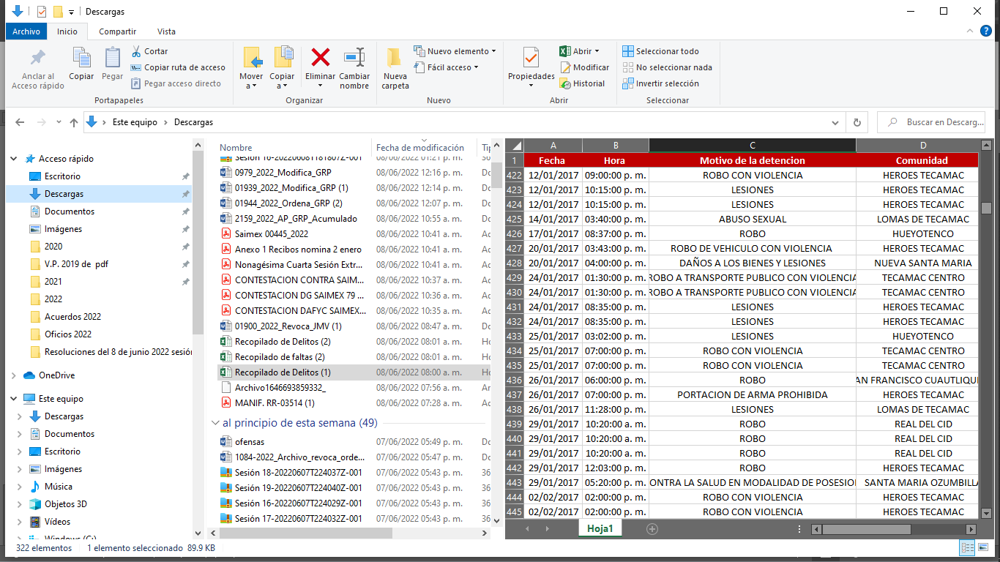 Descargas
Archivo Inicio Compartir Vista
Anclar al Acceso rápido
Copiar
Pegar
Cortar
Copiar ruta de acceso
Pegar acceso directo
Portapapeles
Mover a
Copiar a
Eliminar
Cambiar nombre
Organizar
Nueva carpeta
Nuevo elemento
Fácil acceso
Nuevo
Propiedades
Abrir
Modificar
Historial
Abrir
Seleccionar todo
No seleccionar nada
Invertir selección
Seleccionar
Este equipo > Descargas
Buscar en Descarg...
Acceso rápido
Escritorio
Descargas
Documentos
Imágenes
2020
V.P. 2019 de pdf
2021
2022
Acuerdos 2022
Oficios 2022
Resoluciones del 8 de junio 2022 sesión
OneDrive
Este equipo
Descargas
Documentos
Escritorio
Imágenes
Música
Objetos 3D
Vídeos
Windows (C:)
Nombre Fecha de modificación Tip
Sesión 16-20220608T181807Z-001 08/06/2022 01:21 p. m. 36
0979_2022_Modifica_GRP 08/06/2022 12:16 p. m. Do
01939_2022_Modifica_GRP (1) 08/06/2022 12:14 p. m. Do
01944_2022_Ordena_GRP (2) 08/06/2022 12:07 p. m. Do
2159_2022_AP_GRP_Acumulado 08/06/2022 10:55 a. m. Do
Saimex 00445_2022 08/06/2022 10:41 a. m. Ad
Anexo 1 Recibos nomina 2 enero 08/06/2022 10:41 a. m. Ad
Nonagésima Cuarta Sesión Extr... 08/06/2022 10:41 a. m. Ad
CONTESTACION CONTRA SAIM... 08/06/2022 10:37 a. m. Ad
CONTESTACION DG SAIMEX 79 ... 08/06/2022 10:36 a. m. Ad
CONTESTACION DAFYC SAIMEX... 08/06/2022 10:35 a. m. Ad
01900_2022_Revoca_JMV (1) 08/06/2022 08:47 a. m. Do
Recopilado de Delitos (2) 08/06/2022 08:01 a. m. Ho
Recopilado de faltas (2) 08/06/2022 08:01 a. m. Ho
Recopilado de Delitos (1) 08/06/2022 08:00 a. m. Ho
Archivo1646693859332_ 08/06/2022 07:56 a. m. Ar
MANIF. RR-03514 (1) 08/06/2022 07:28 a. m. Ad
al principio de esta semana (49)
ofensas 07/06/2022 05:49 p. m. Do
1084-2022_Archivo_revoca_orde... 07/06/2022 05:47 p. m. Do
Sesión 18-20220607T224037Z-001 07/06/2022 05:43 p. m. 36
Sesión 19-20220607T224040Z-001 07/06/2022 05:43 p. m. 36
Sesión 16-20220607T224029Z-001 07/06/2022 05:43 p. m. 36
Sesión 17-20220607T224032Z-001 07/06/2022 05:43 p. m. 36
A B C D
1 Fecha Hora Motivo de la detencion Comunidad
422 12/01/2017 09:00:00 p. m. ROBO CON VIOLENCIA HEROES TECAMAC
423 12/01/2017 10:15:00 p. m. LESIONES HEROES TECAMAC
424 12/01/2017 10:15:00 p. m. LESIONES HEROES TECAMAC
425 14/01/2017 03:40:00 p. m. ABUSO SEXUAL LOMAS DE TECAMAC
426 17/01/2017 08:37:00 p. m. ROBO HUEYOTENCO
427 20/01/2017 03:43:00 p. m. ROBO DE VEHICULO CON VIOLENCIA HEROES TECAMAC
428 20/01/2017 04:00:00 p. m. DAÑOS A LOS BIENES Y LESIONES NUEVA SANTA MARIA
429 24/01/2017 01:30:00 p. m. ROBO A TRANSPORTE PUBLICO CON VIOLENCIA TECAMAC CENTRO
430 24/01/2017 01:30:00 p. m. ROBO A TRANSPORTE PUBLICO CON VIOLENCIA TECAMAC CENTRO
431 24/01/2017 08:35:00 p. m. LESIONES HEROES TECAMAC
432 24/01/2017 08:35:00 p. m. LESIONES HEROES TECAMAC
433 25/01/2017 03:02:00 p. m. LESIONES HUEYOTENCO
434 25/01/2017 07:00:00 p. m. ROBO CON VIOLENCIA TECAMAC CENTRO
435 25/01/2017 07:00:00 p. m. ROBO CON VIOLENCIA TECAMAC CENTRO
436 26/01/2017 06:00:00 p. m. ROBO AN FRANCISCO CUAUTLIQUI
437 26/01/2017 07:00:00 p. m. PORTACION DE ARMA PROHIBIDA HEROES TECAMAC
438 26/01/2017 11:28:00 p. m. LESIONES LOMAS DE TECAMAC
439 29/01/2017 10:20:00 a. m. ROBO REAL DEL CID
440 29/01/2017 10:20:00 a. m. ROBO REAL DEL CID
441 29/01/2017 10:20:00 a. m. ROBO REAL DEL CID
442 29/01/2017 12:03:00 p. m. ROBO HEROES TECAMAC
443 29/01/2017 05:20:00 p. m. ONTRA LA SALUD EN MODALIDAD DE POSESION SANTA MARIA OZUMBILLA
444 02/02/2017 02:00:00 p. m. ROBO CON VIOLENCIA HEROES TECAMAC
445 02/02/2017 02:00:00 p. m. ROBO CON VIOLENCIA HEROES TECAMAC
Hoja1
322 elementos 1 elemento seleccionado 89.9 KB